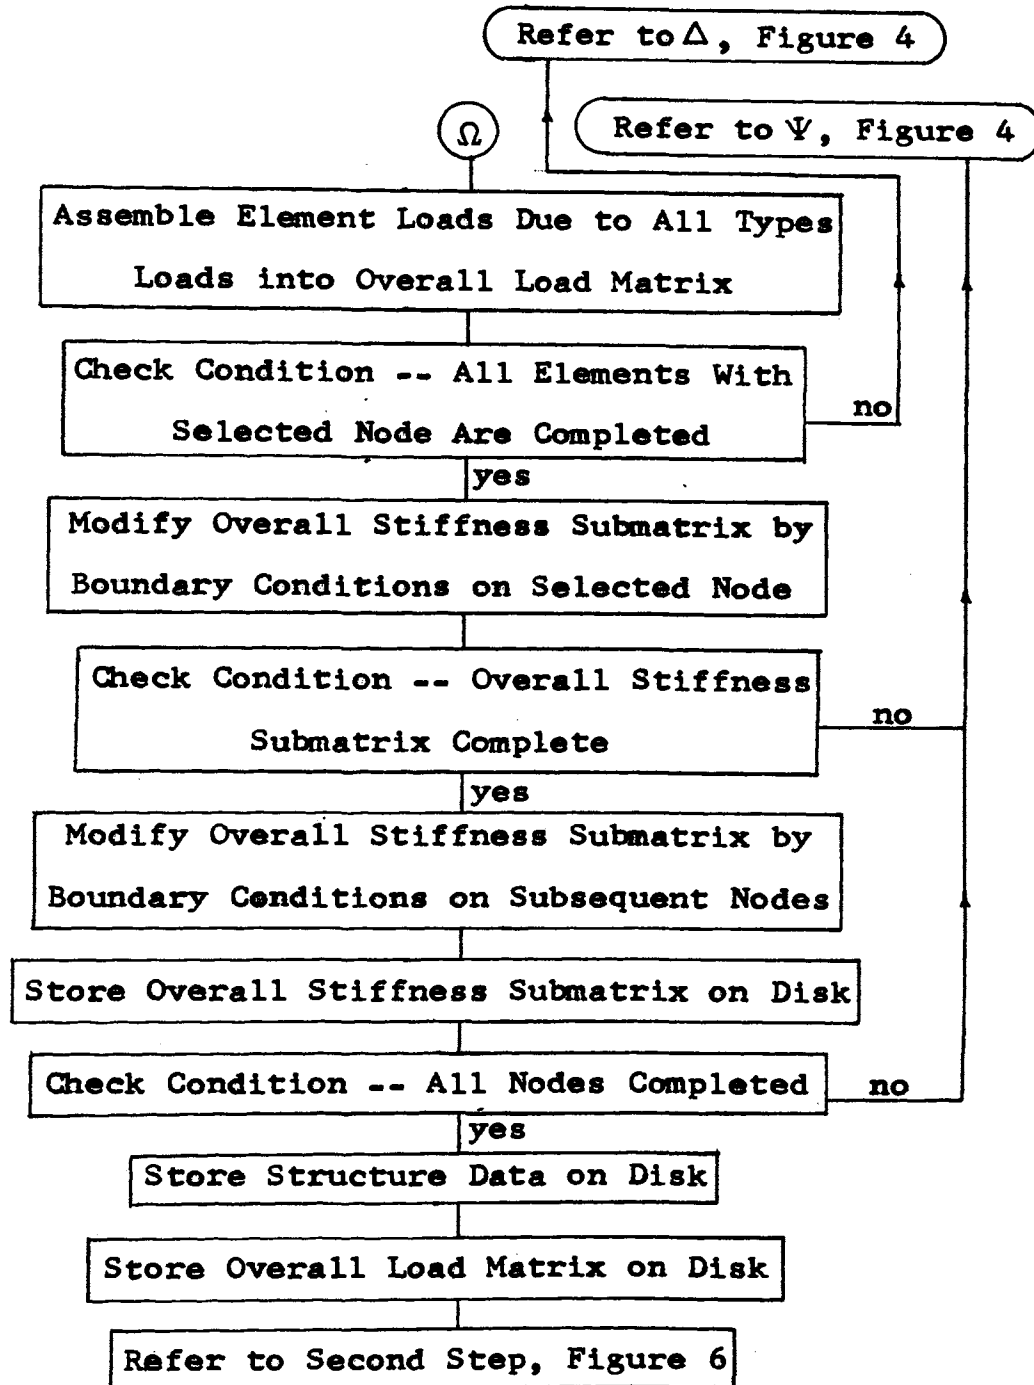 Refer to Δ, Figure 4
Ω
Refer to Ψ, Figure 4
Assemble Element Loads Due to All Types
Loads into Overall Load Matrix
Check Condition -- All Elements With
Selected Node Are Completed
no
yes
Modify Overall Stiffness Submatrix by
Boundary Conditions on Selected Node
Check Condition -- Overall Stiffness
Submatrix Complete
no
yes
Modify Overall Stiffness Submatrix by
Boundary Conditions on Subsequent Nodes
Store Overall Stiffness Submatrix on Disk
Check Condition -- All Nodes Completed
no
yes
Store Structure Data on Disk
Store Overall Load Matrix on Disk
Refer to Second Step, Figure 6